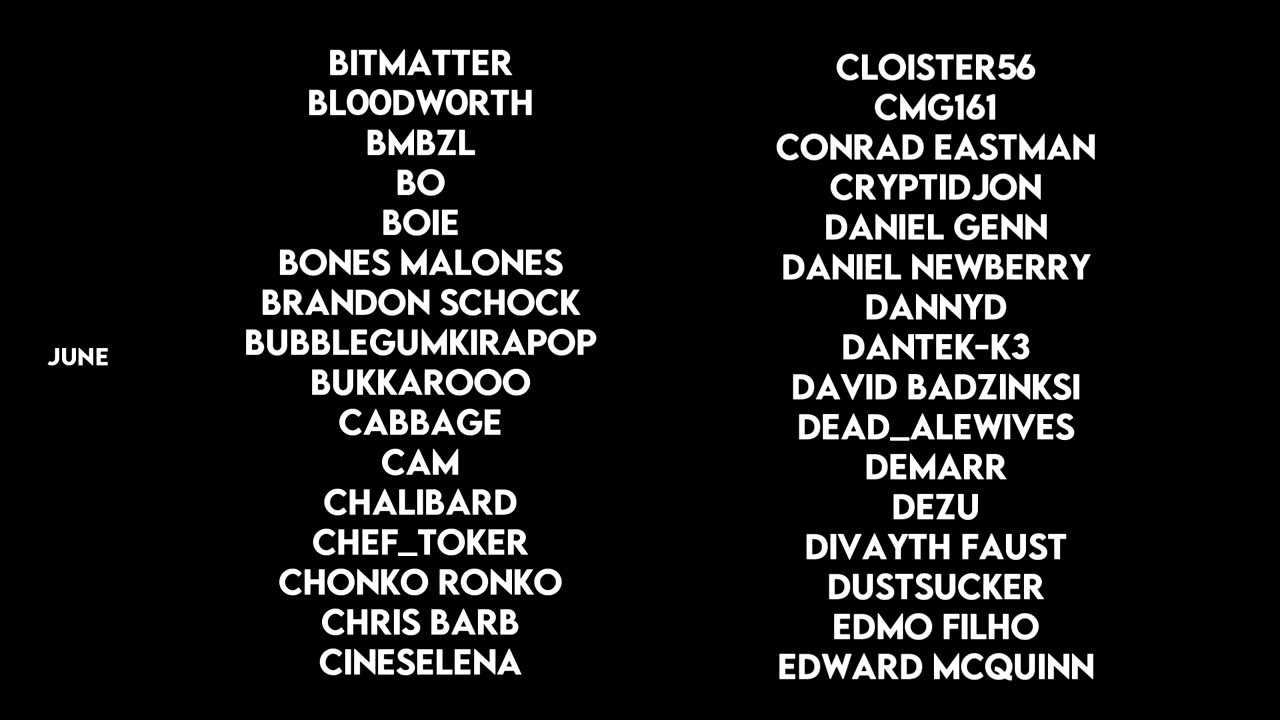 JUNE
BITMATTER
BLOODWORTH
BMBZL
BO
BOIE
BONES MALONES
BRANDON SCHOCK
BUBBLEGUMKIRAPOP
BUKKAROOO
CABBAGE
CAM
CHALIBARD
CHEF_TOKER
CHONKO RONKO
CHRIS BARB
CINESELENA
CLOISTER56
CMG161
CONRAD EASTMAN
CRYPTIDJON
DANIEL GENN
DANIEL NEWBERRY
DANNYD
DANTEK-K3
DAVID BADZINKSI
DEAD_ALEWIVES
DEMARR
DEZU
DIVAYTH FAUST
DUSTSUCKER
EDMO FILHO
EDWARD MCQUINN